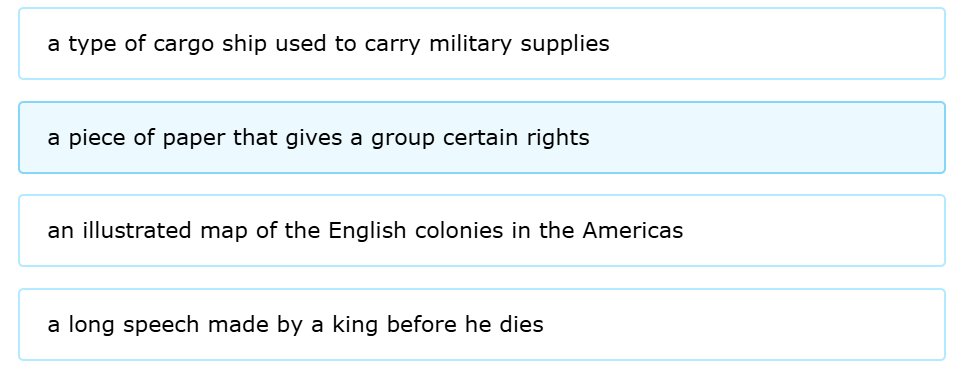 a type of cargo ship used to carry military supplies
a piece of paper that gives a group certain rights
an illustrated map of the English colonies in the Americas
a long speech made by a king before he dies